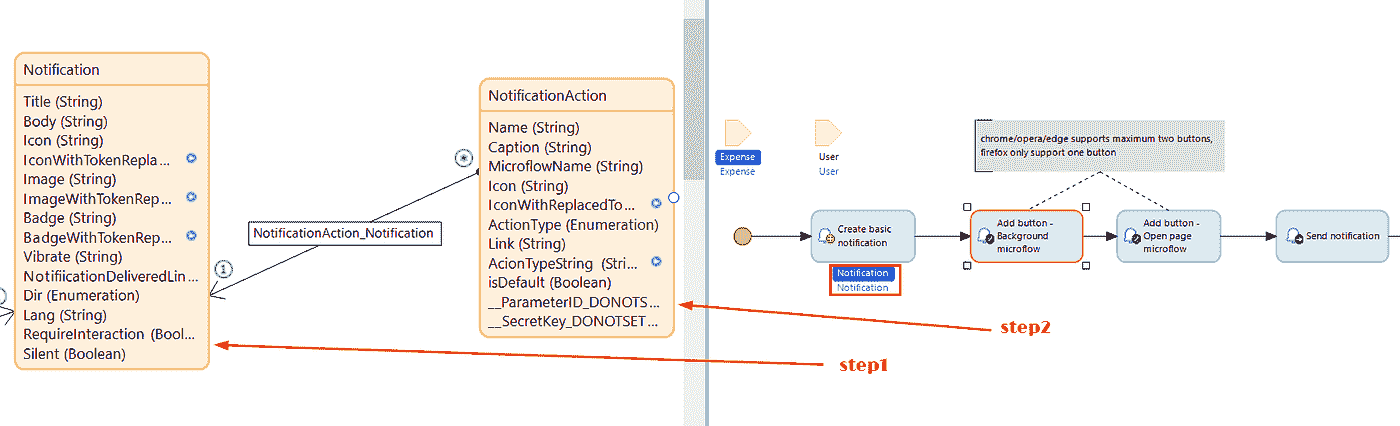 Notification
Title (String)
Body (String)
Icon (String)
IconWithTokenRepla...
Image (String)
ImageWithTokenRep...
Badge (String)
BadgeWithTokenRep...
Vibrate (String)
NotifiicationDeliveredLin...
Dir (Enumeration)
Lang (String)
RequireInteraction (Bool...
Silent (Boolean)
1
*
NotificationAction_Notification
NotificationAction
Name (String)
Caption (String)
MicroflowName (String)
Icon (String)
IconWithReplacedTo...
ActionType (Enumeration)
Link (String)
AcionTypeString (Stri...
isDefault (Boolean)
__ParameterID_DONOTS...
__SecretKey_DONOTSET...
step1
step2
Expense
Expense
User
User
chrome/opera/edge supports maximum two buttons,
firefox only support one button
Create basic
notification
Notification
Notification
Add button -
Background
microflow
Add button -
Open page
microflow
Send notification